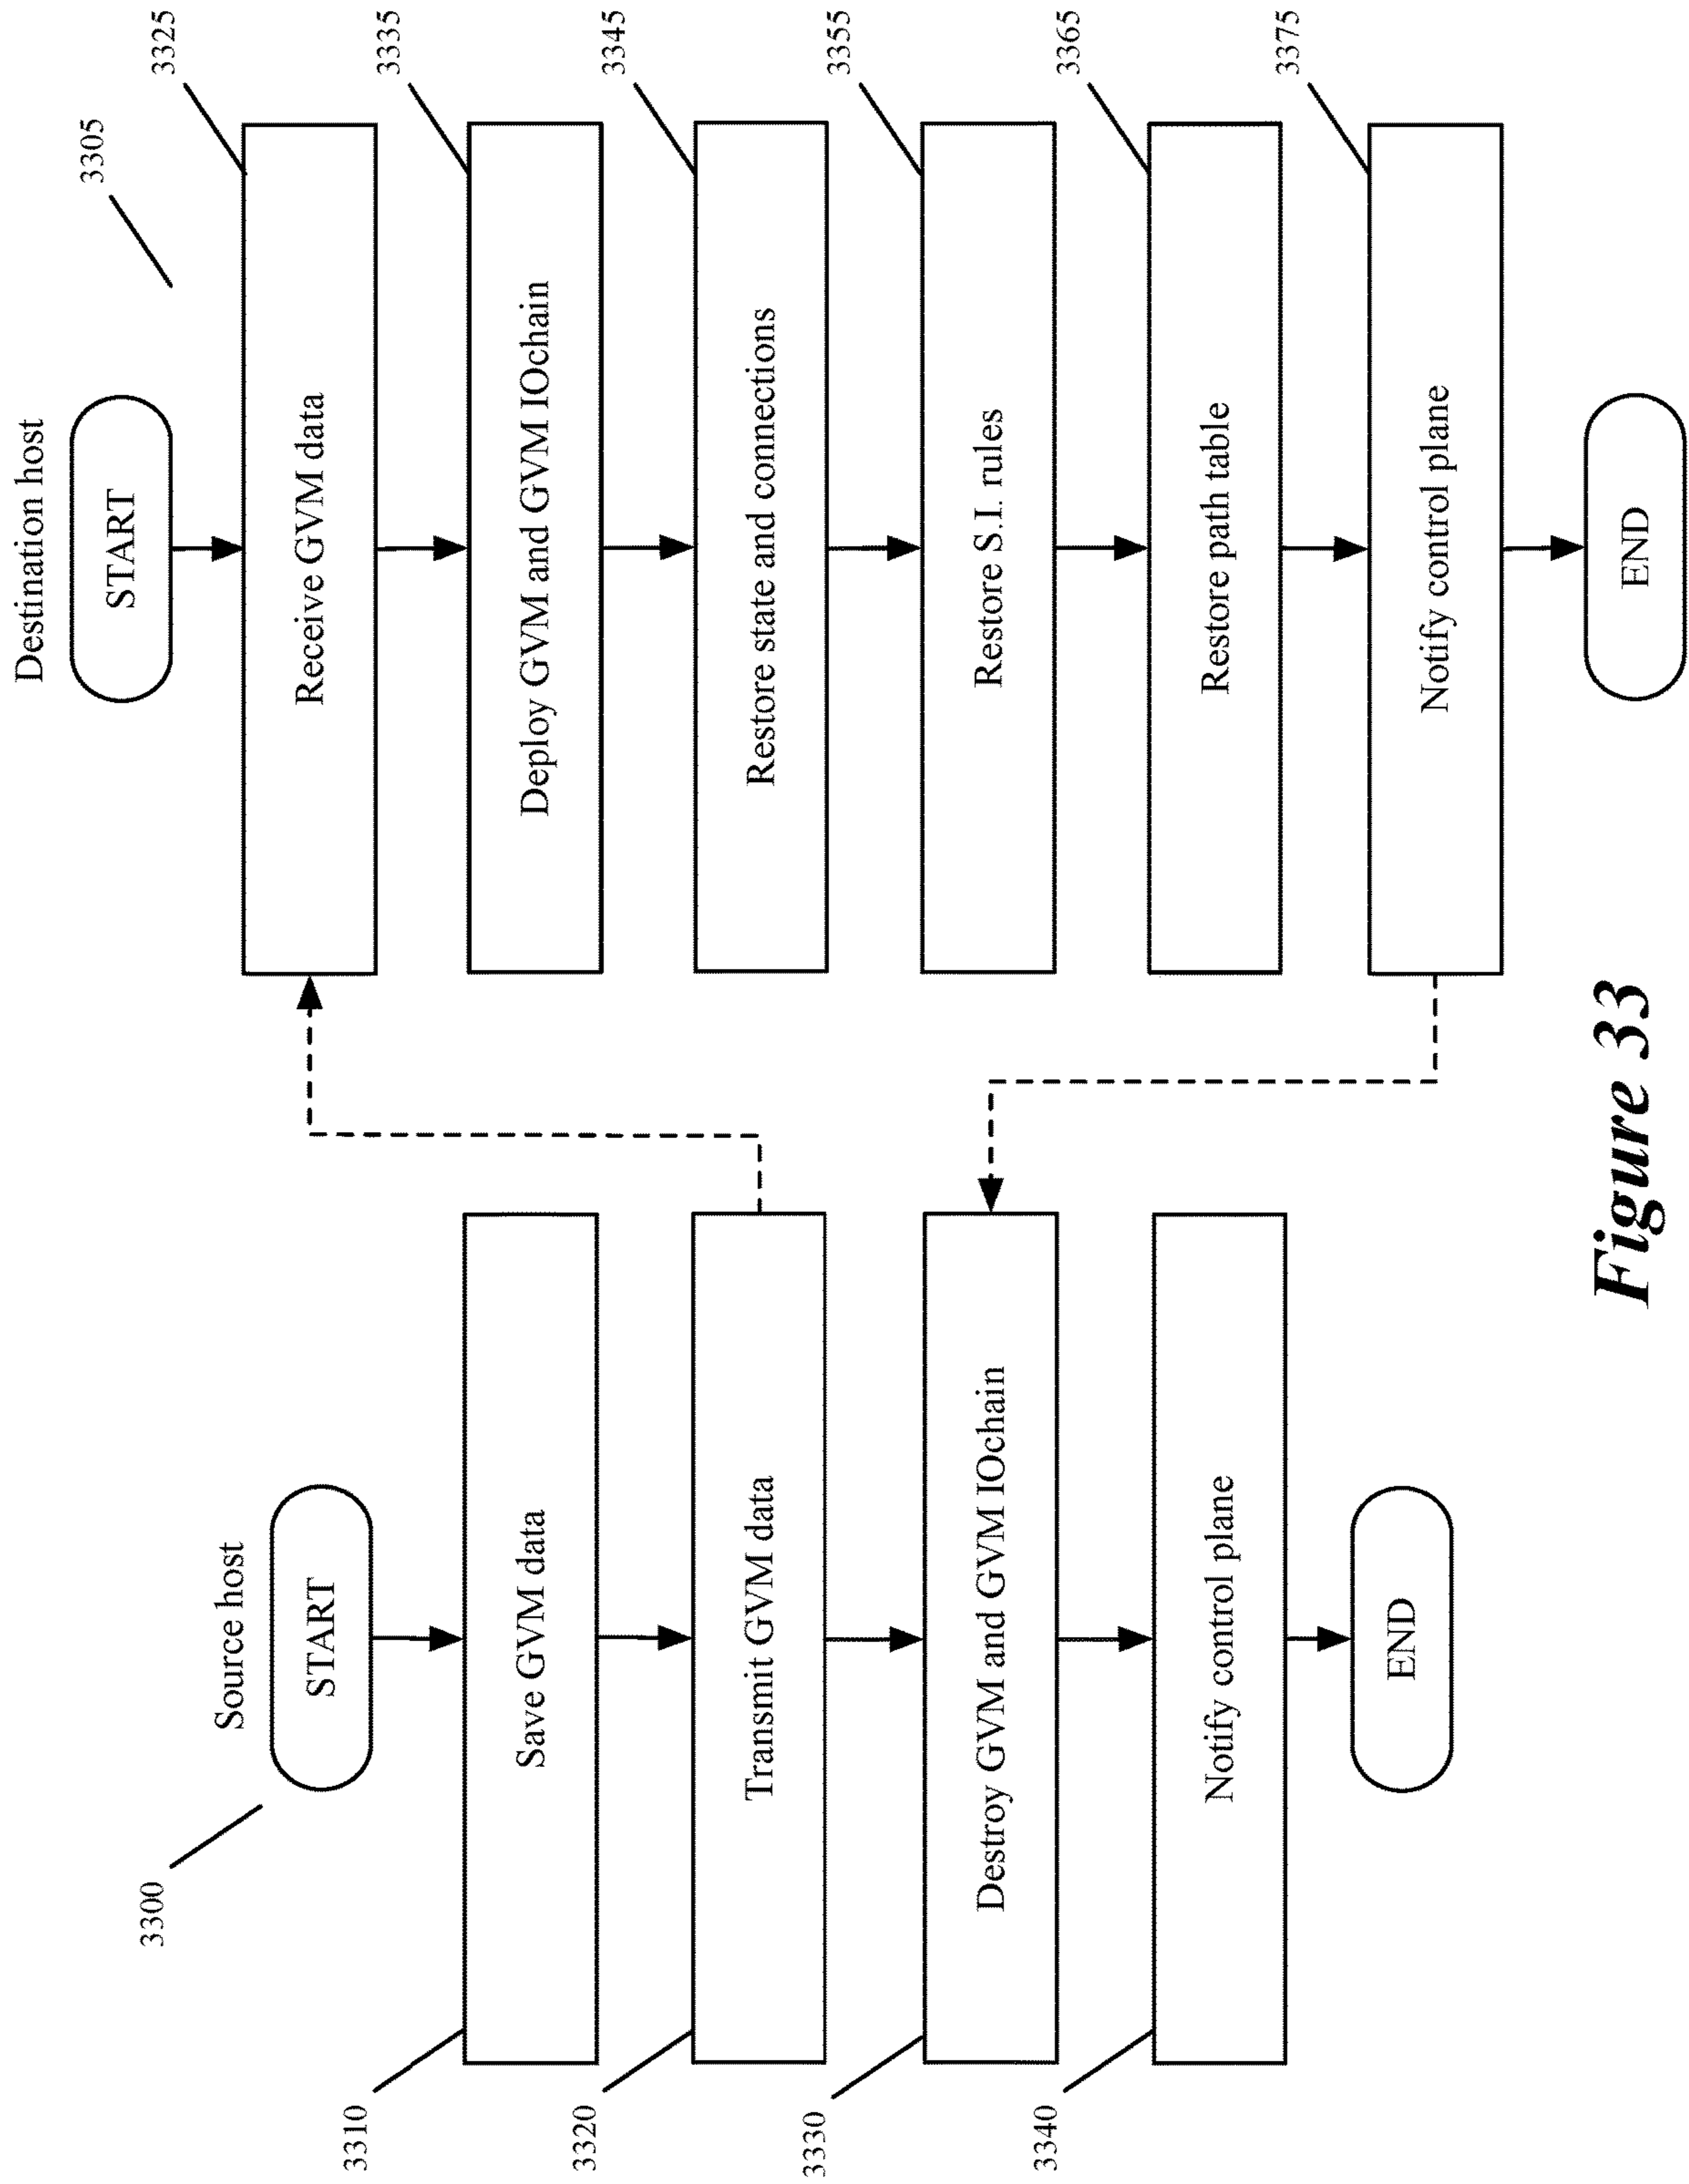 3300
Source host
START
3310
Save GVM data
3320
Transmit GVM data
3330
Destroy GVM and GVM IOchain
3340
Notify control plane
END
Destination host
START
3305
3325
Receive GVM data
3335
Deploy GVM and GVM IOchain
3345
Restore state and connections
3355
Restore S.I. rules
3365
Restore path table
3375
Notify control plane
END
Figure 33